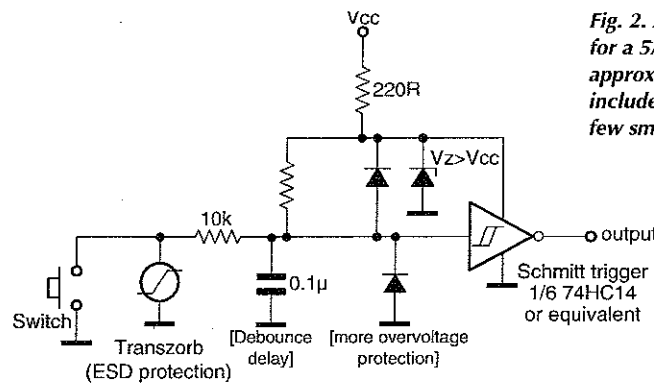 Vcc
Fig. 2.
for a 5
approx
include
few sm
220R
Vz>Vcc
10k
0.1µ
output
Switch
Transzorb
(ESD protection)
[Debounce
delay]
[more overvoltage
protection]
Schmitt trigger
1/6 74HC14
or equivalent